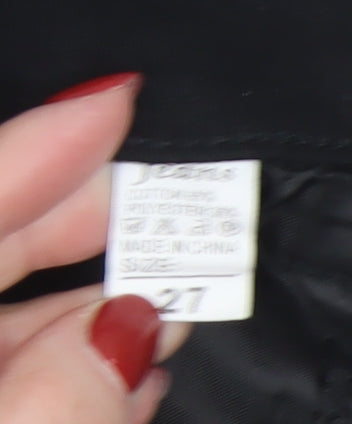 Jeans
COTTON
POLYESTER
MADE IN CHINA
SIZE:
27